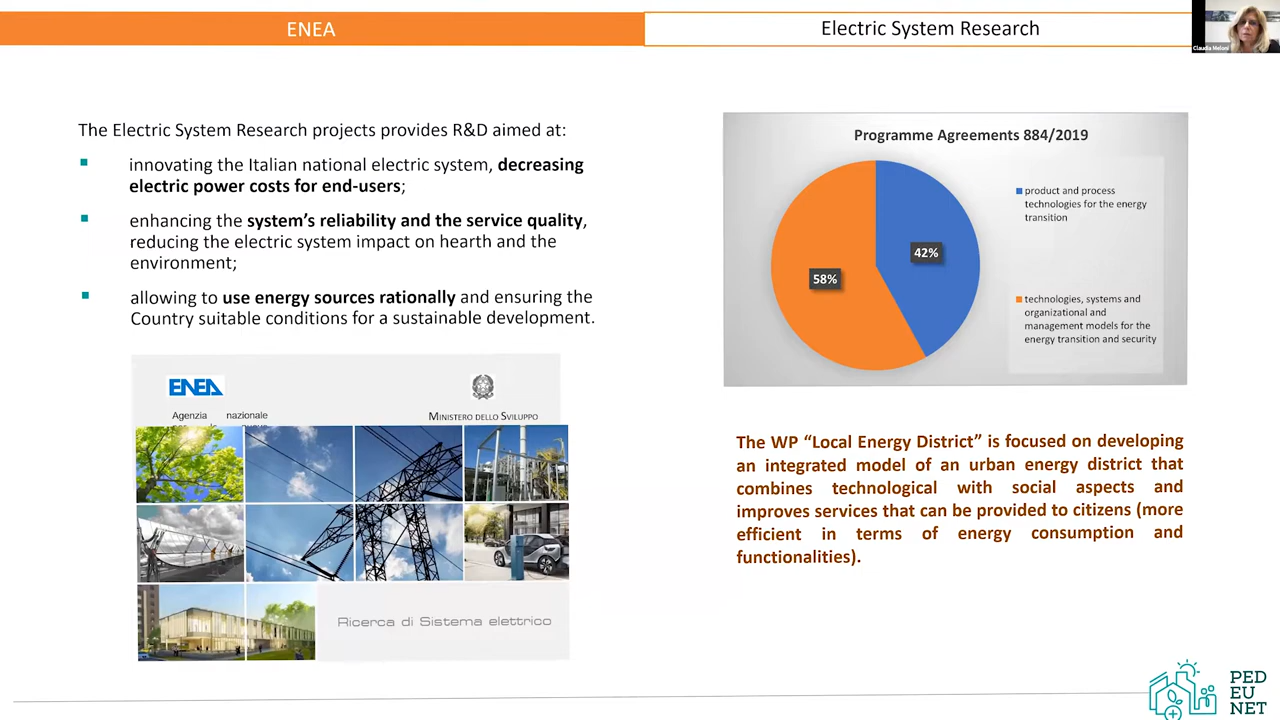 ENEA
Electric System Research
Claudia Meloni
The Electric System Research projects provides R&D aimed at:
innovating the Italian national electric system, decreasing
electric power costs for end-users;
enhancing the system's reliability and the service quality,
reducing the electric system impact on hearth and the
environment;
allowing to use energy sources rationally and ensuring the
Country suitable conditions for a sustainable development.
ENEA
Agenzia nazionale
MINISTERO DELLO SVILUPPO
Ricerca di Sistema elettrico
Programme Agreements 884/2019
42%
58%
product and process
technologies for the energy
transition
technologies, systems and
organizational and
management models for the
energy transition and security
The WP “Local Energy District” is focused on developing
an integrated model of an urban energy district that
combines technological with social aspects and
improves services that can be provided to citizens (more
efficient in terms of energy consumption and
functionalities).
PED
EU
NET